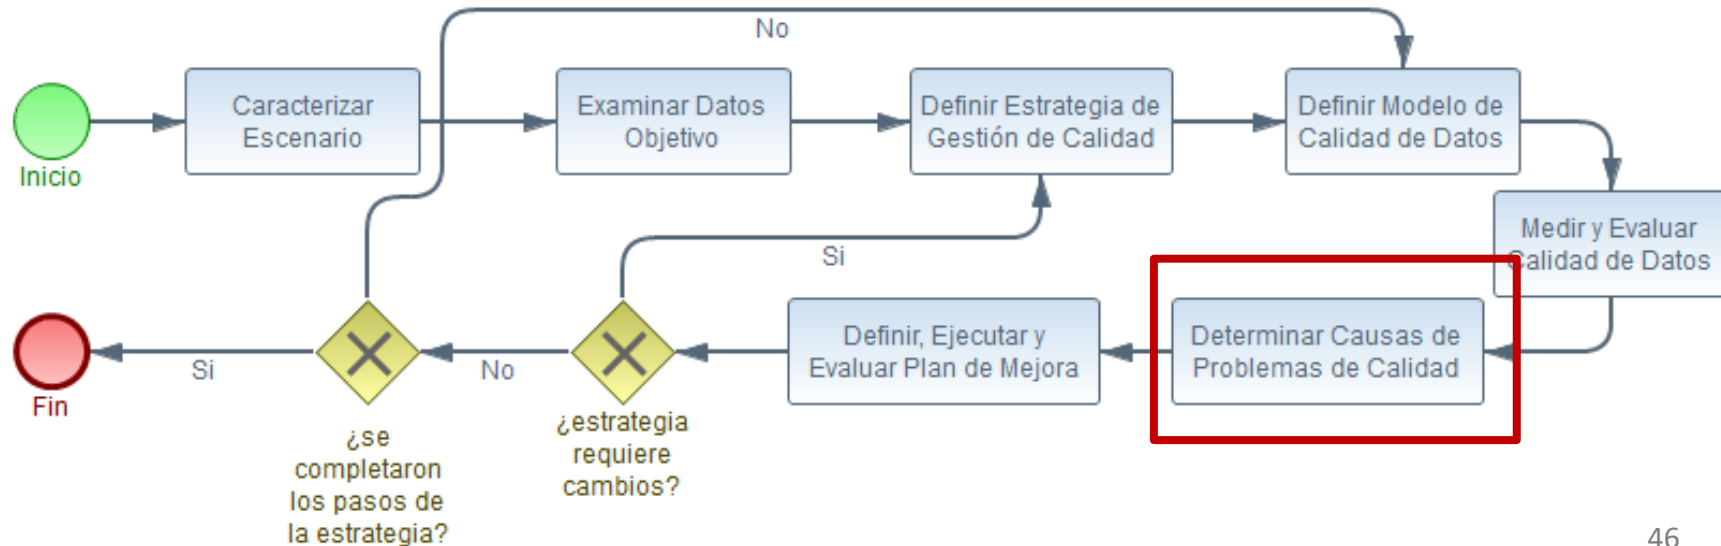 No
Inicio
Caracterizar
Escenario
Examinar Datos
Objetivo
Definir Estrategia de
Gestión de Calidad
Definir Modelo de
Calidad de Datos
Medir y Evaluar
Calidad de Datos
Si
Determinar Causas de
Problemas de Calidad
Definir, Ejecutar y
Evaluar Plan de Mejora
¿estrategia
requiere
cambios?
No
¿se
completaron
los pasos de
la estrategia?
Si
Fin
46